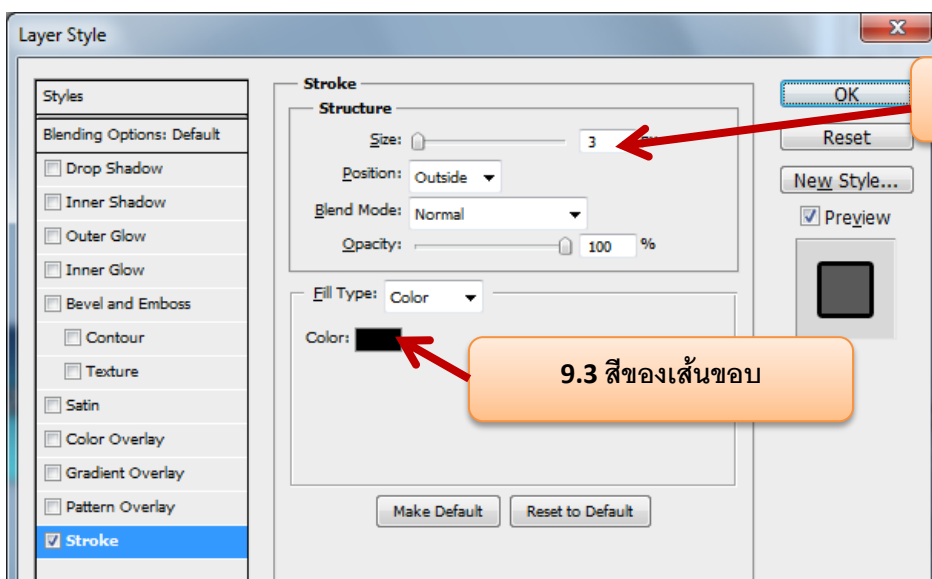 Layer Style
Styles
Blending Options: Default
Drop Shadow
Inner Shadow
Outer Glow
Inner Glow
Bevel and Emboss
Contour
Texture
Satin
Color Overlay
Gradient Overlay
Pattern Overlay
Stroke
Stroke
Structure
Size: 3
Position: Outside
Blend Mode: Normal
Opacity: 100 %
Fill Type: Color
Color:
9.3 สีของเส้นขอบ
Make Default Reset to Default
OK
Reset
New Style...
Preview